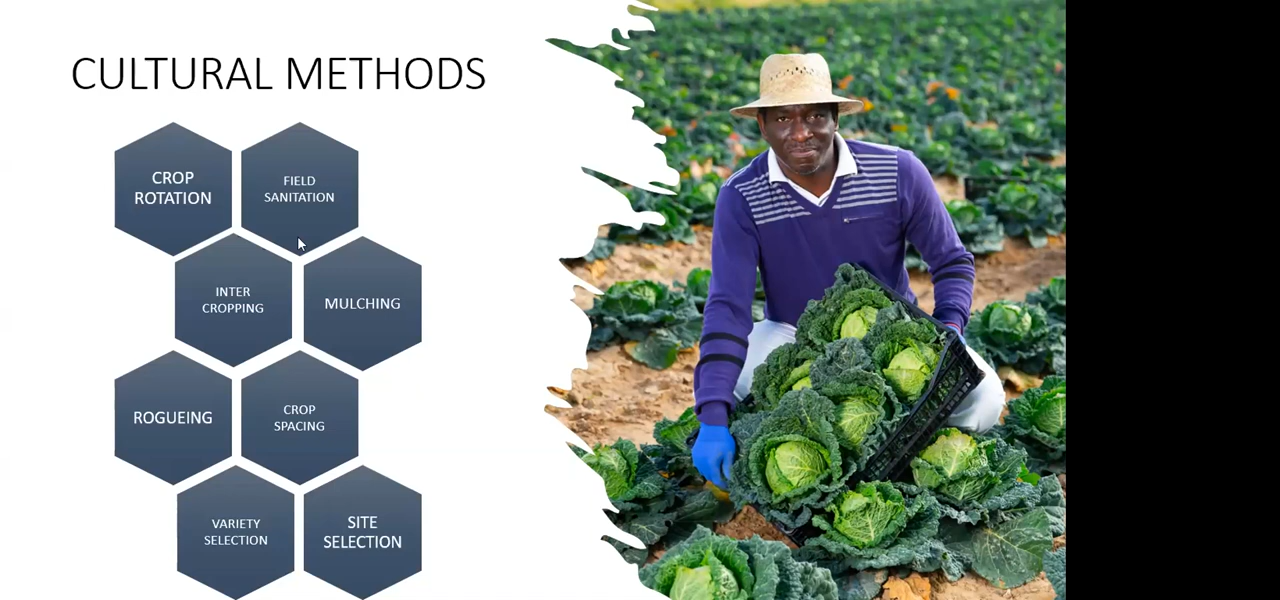 CULTURAL METHODS
CROP
ROTATION
FIELD
SANITATION
INTER
CROPPING
MULCHING
ROGUEING
CROP
SPACING
VARIETY
SELECTION
SITE
SELECTION